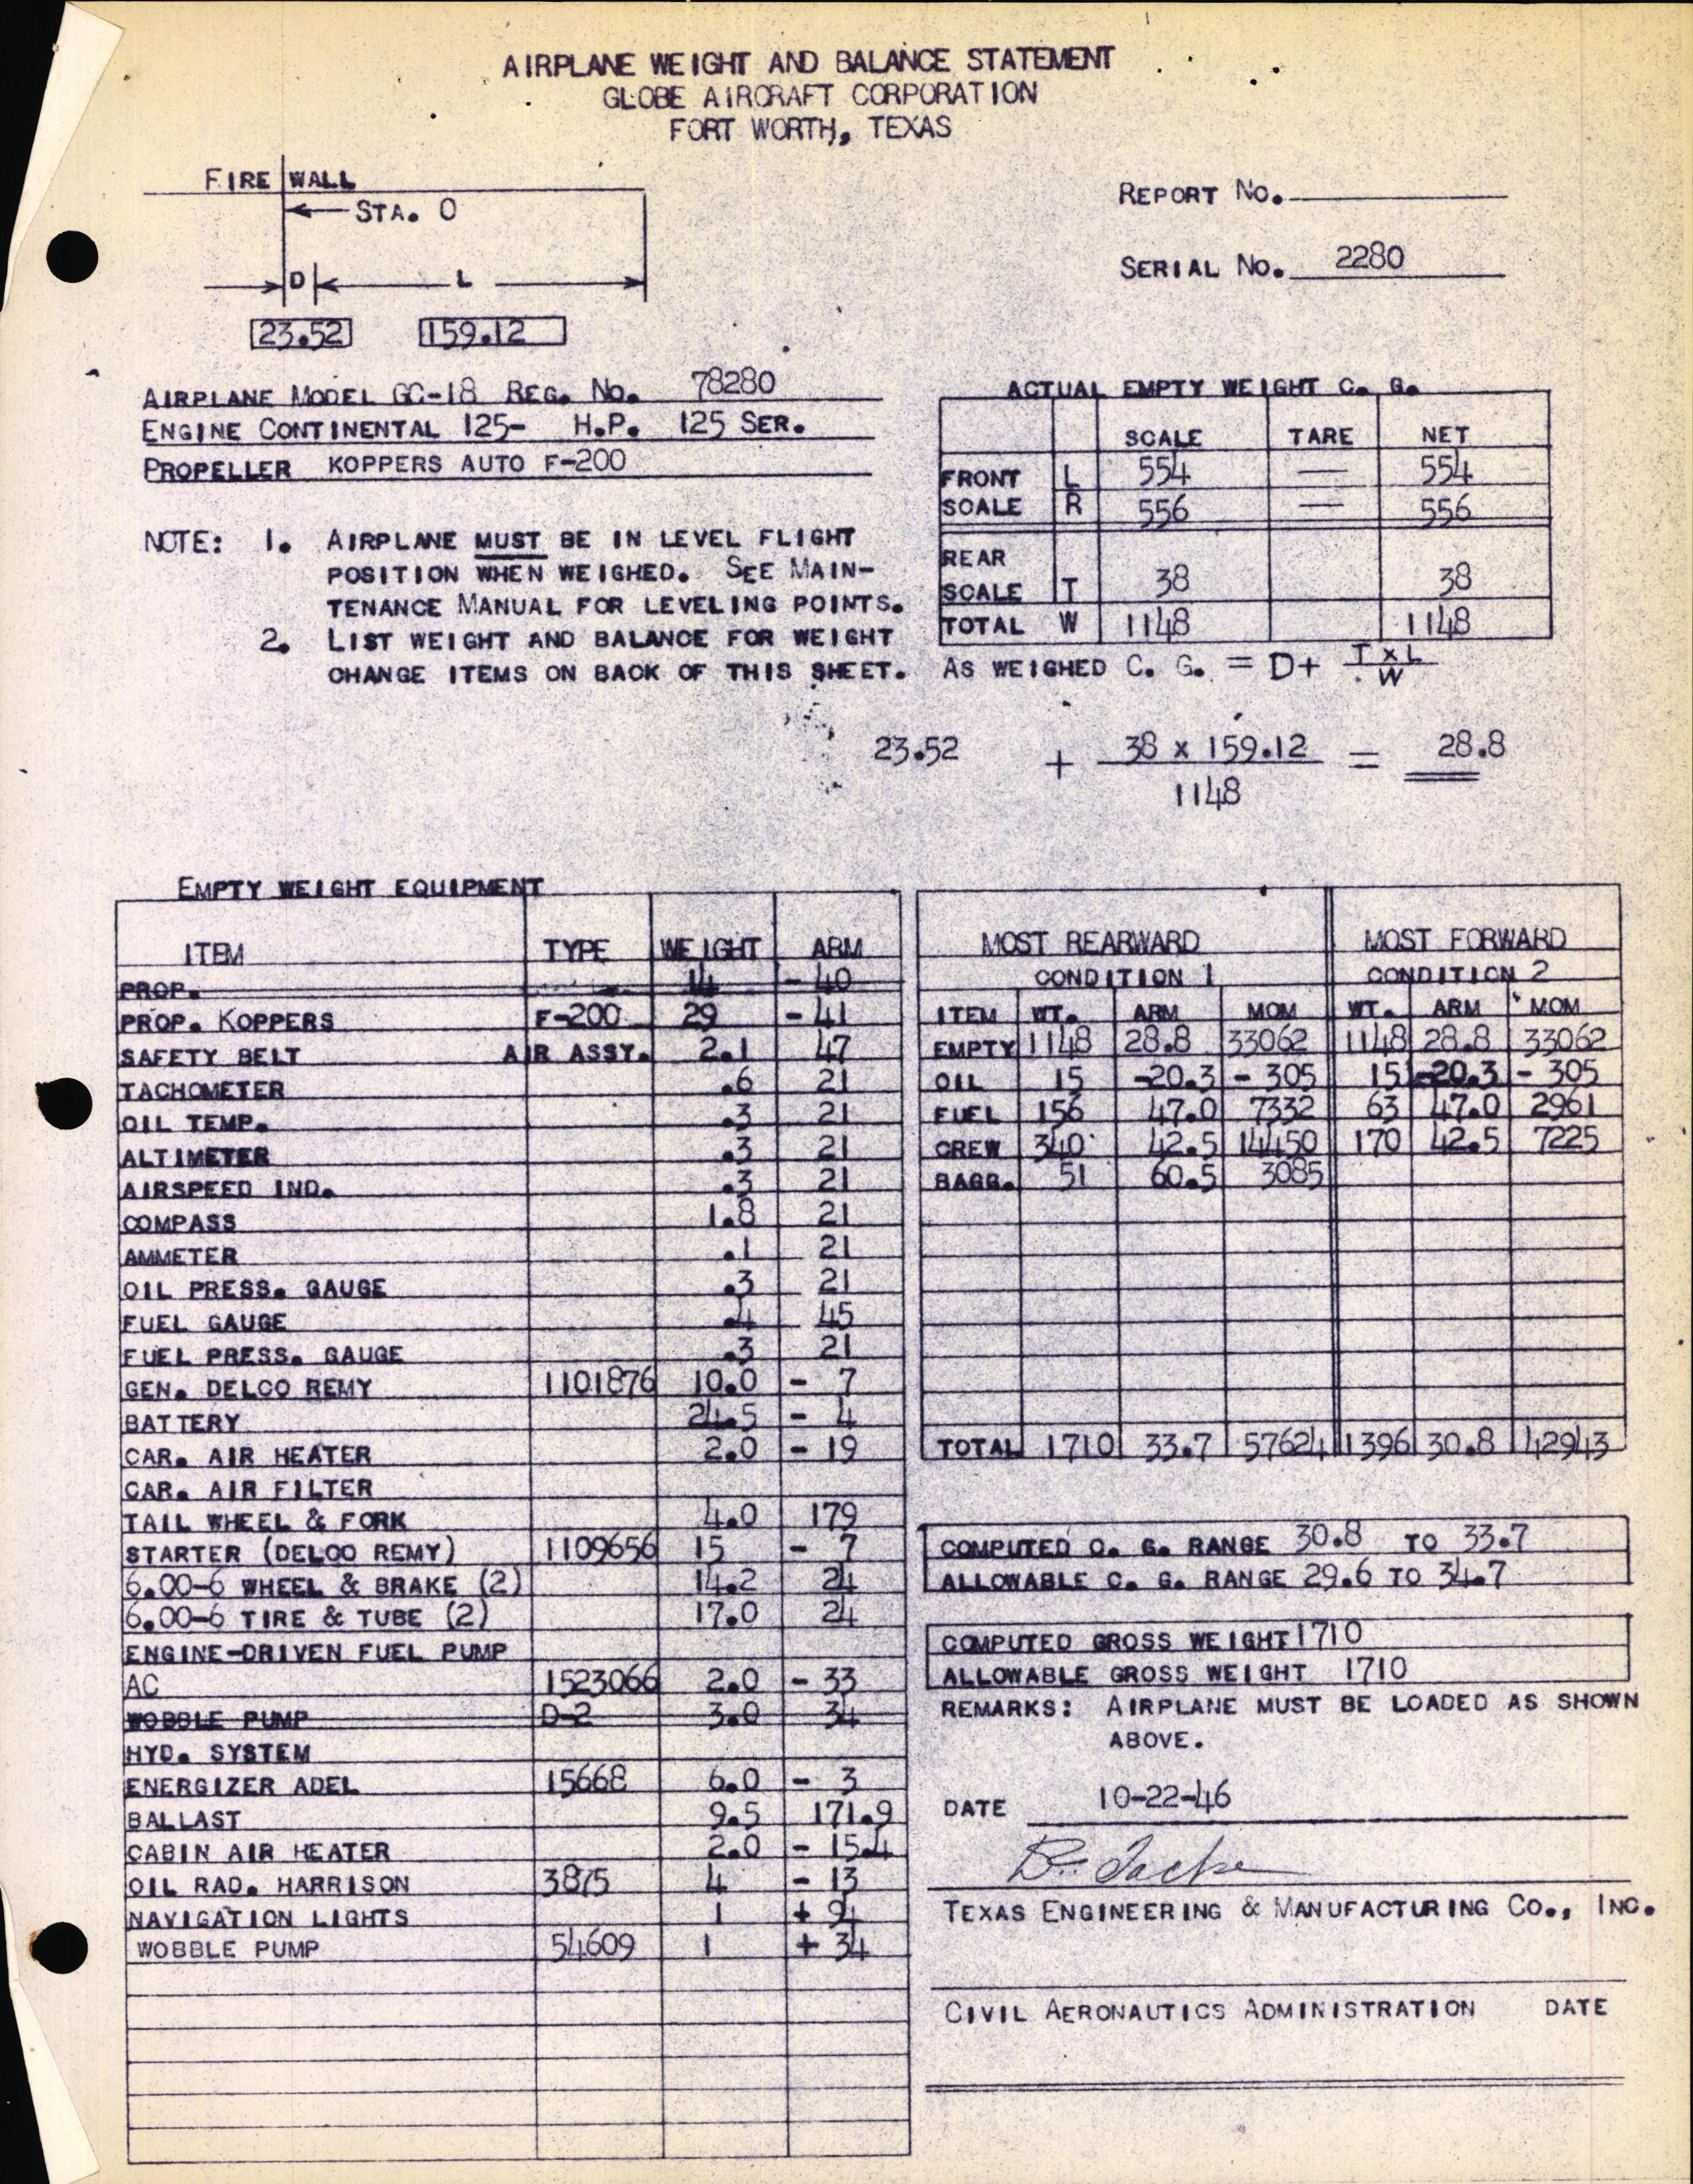 AIRPLANE WEIGHT AND BALANCE STATEMENT
GLOBE AIRCRAFT CORPORATION
FORT WORTH, TEXAS
FIRE WALL
STA. 0
D L
23.52 159.12
REPORT NO.
SERIAL NO. 2280
AIRPLANE MODEL GC-18 REG. NO. 78280
ENGINE CONTINENTAL 125- H.P. 125 SER.
PROPELLER KOPPERS AUTO F-200
NOTE: 1. AIRPLANE MUST BE IN LEVEL FLIGHT
POSITION WHEN WEIGHED. SEE MAIN-
TENANCE MANUAL FOR LEVELING POINTS.
2. LIST WEIGHT AND BALANCE FOR WEIGHT
CHANGE ITEMS ON BACK OF THIS SHEET.
ACTUAL EMPTY WEIGHT C. G.
SCALE TARE NET
FRONT L 554 — 554
SCALE R 556 — 556
REAR
SCALE T 38 38
TOTAL W 1148 1148
AS WEIGHED C. G. = D+ T x L
W
23.52 + 38 x 159.12 = 28.8
1148
EMPTY WEIGHT EQUIPMENT
ITEM TYPE WEIGHT ARM
PROP. 14 - 40
PROP. KOPPERS F-200 29 - 41
SAFETY BELT AIR ASSY. 2.1 47
TACHOMETER .6 21
OIL TEMP. .3 21
ALTIMETER .3 21
AIRSPEED IND. .3 21
COMPASS 1.8 21
AMMETER .1 21
OIL PRESS. GAUGE .3 21
FUEL GAUGE .4 45
FUEL PRESS. GAUGE .3 21
GEN. DELCO REMY 1101876 10.0 - 7
BATTERY 24.5 - 4
CAR. AIR HEATER 2.0 - 19
CAR. AIR FILTER
TAIL WHEEL & FORK 4.0 179
STARTER (DELCO REMY) 1109656 15 - 7
6.00-6 WHEEL & BRAKE (2) 14.2 24
6.00-6 TIRE & TUBE (2) 17.0 24
ENGINE-DRIVEN FUEL PUMP
AC 1523066 2.0 - 33
WOBBLE PUMP D-2 3.0 34
HYD. SYSTEM
ENERGIZER ADEL 15668 6.0 - 3
BALLAST 9.5 171.9
CABIN AIR HEATER 2.0 - 15.4
OIL RAD. HARRISON 3875 4 - 13
NAVIGATION LIGHTS 1 + 94
WOBBLE PUMP 54609 1 + 34
MOST REARWARD MOST FORWARD
CONDITION 1 CONDITION 2
ITEM WT. ARM MOM WT. ARM MOM
EMPTY 1148 28.8 33062 1148 28.8 33062
OIL 15 -20.3 - 305 15 -20.3 - 305
FUEL 156 47.0 7332 63 47.0 2961
CREW 340 42.5 14450 170 42.5 7225
BAGG. 51 60.5 3085
TOTAL 1710 33.7 57624 1396 30.8 42943
COMPUTED C. G. RANGE 30.8 TO 33.7
ALLOWABLE C. G. RANGE 29.6 TO 34.7
COMPUTED GROSS WEIGHT 1710
ALLOWABLE GROSS WEIGHT 1710
REMARKS: AIRPLANE MUST BE LOADED AS SHOWN
ABOVE.
DATE 10-22-46
TEXAS ENGINEERING & MANUFACTURING CO., INC.
CIVIL AERONAUTICS ADMINISTRATION DATE